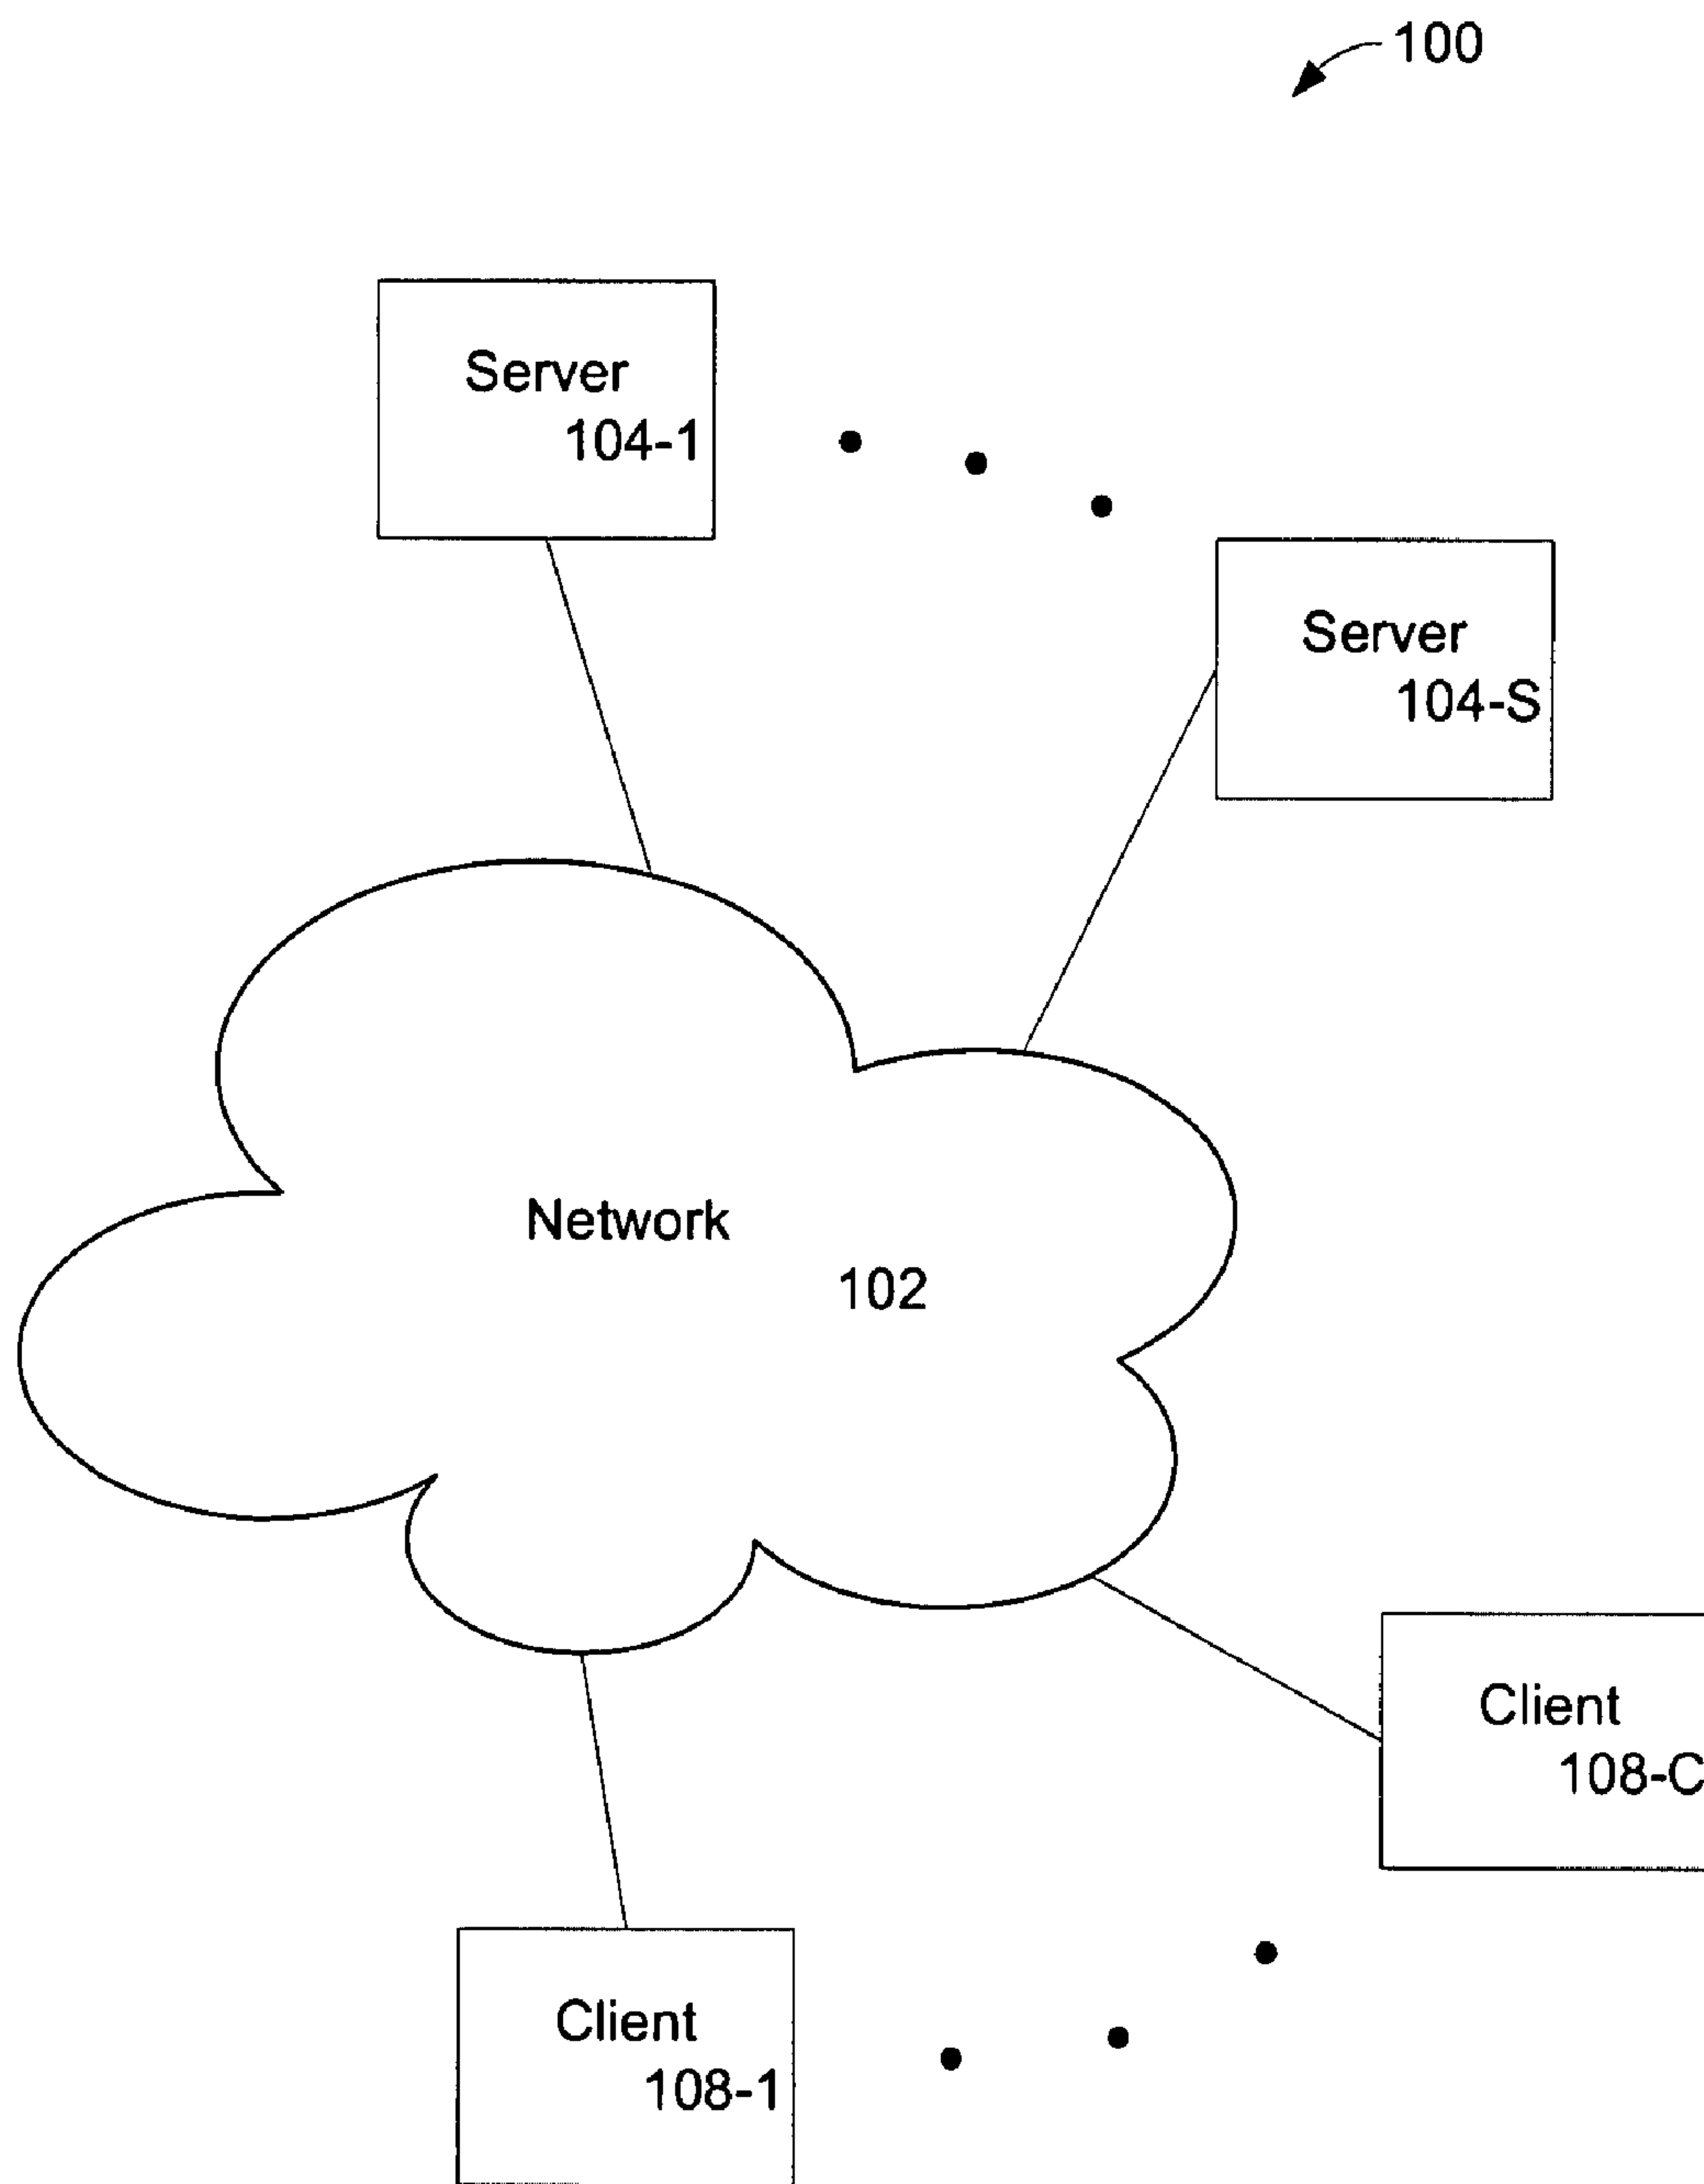 100
Server
104-1
Server
104-S
Network
102
Client
108-C
Client
108-1